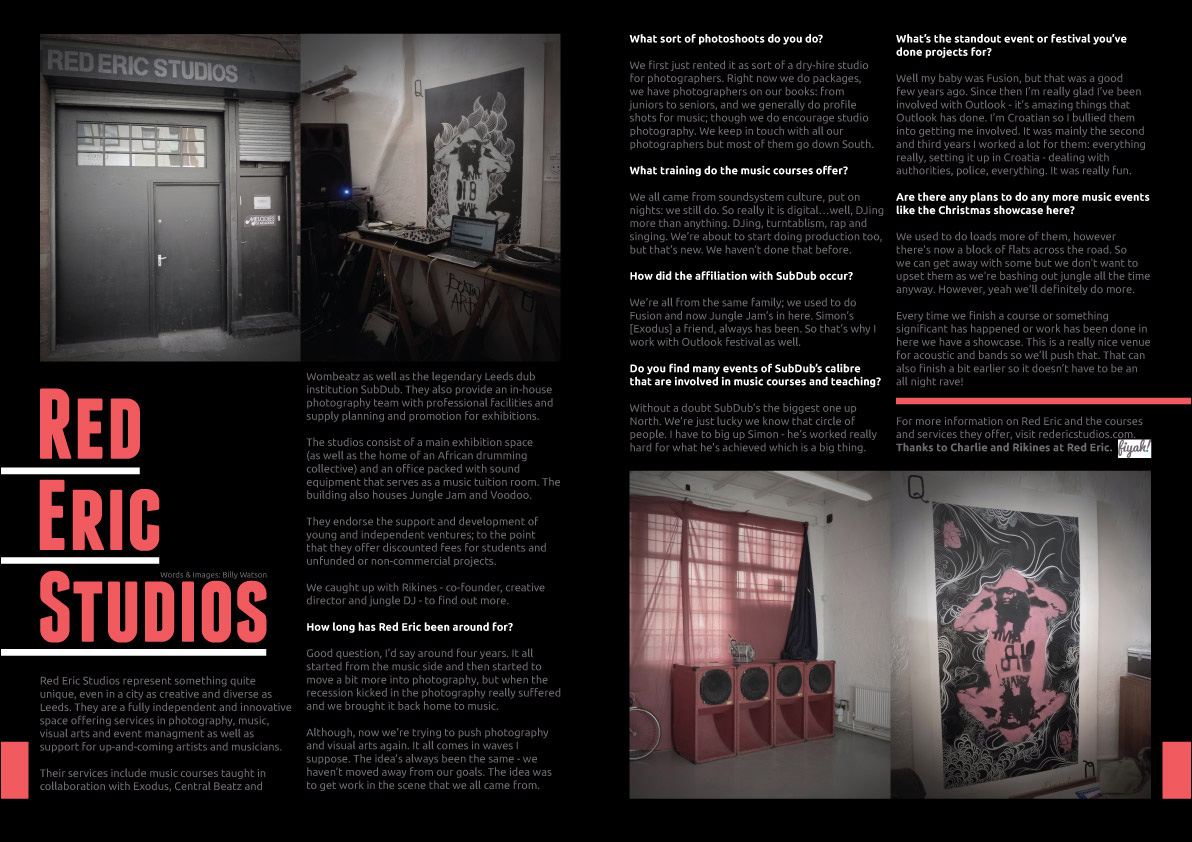 RED ERIC STUDIOS
MELODIES
RED
ERIC
Words & Images: Billy Watson
STUDIOS
Red Eric Studios represent something quite
unique, even in a city as creative and diverse as
Leeds. They are a fully independent and innovative
space offering services in photography, music,
visual arts and event managment as well as
support for up-and-coming artists and musicians.
Their services include music courses taught in
collaboration with Exodus, Central Beatz and
Wombeatz as well as the legendary Leeds dub
institution SubDub. They also provide an in-house
photography team with professional facilities and
supply planning and promotion for exhibitions.
The studios consist of a main exhibition space
(as well as the home of an African drumming
collective) and an office packed with sound
equipment that serves as a music tuition room. The
building also houses Jungle Jam and Voodoo.
They endorse the support and development of
young and independent ventures; to the point
that they offer discounted fees for students and
unfunded or non-commercial projects.
We caught up with Rikines - co-founder, creative
director and jungle DJ - to find out more.
How long has Red Eric been around for?
Good question, I'd say around four years. It all
started from the music side and then started to
move a bit more into photography, but when the
recession kicked in the photography really suffered
and we brought it back home to music.
Although, now we're trying to push photography
and visual arts again. It all comes in waves I
suppose. The idea's always been the same - we
haven't moved away from our goals. The idea was
to get work in the scene that we all came from.
What sort of photoshoots do you do?
We first just rented it as sort of a dry-hire studio
for photographers. Right now we do packages,
we have photographers on our books: from
juniors to seniors, and we generally do profile
shots for music; though we do encourage studio
photography. We keep in touch with all our
photographers but most of them go down South.
What training do the music courses offer?
We all came from soundsystem culture, put on
nights: we still do. So really it is digital…well, DJing
more than anything. DJing, turntablism, rap and
singing. We're about to start doing production too,
but that's new. We haven't done that before.
How did the affiliation with SubDub occur?
We're all from the same family; we used to do
Fusion and now Jungle Jam's in here. Simon's
[Exodus] a friend, always has been. So that's why I
work with Outlook festival as well.
Do you find many events of SubDub's calibre
that are involved in music courses and teaching?
Without a doubt SubDub's the biggest one up
North. We're just lucky we know that circle of
people. I have to big up Simon - he's worked really
hard for what he's achieved which is a big thing.
What's the standout event or festival you've
done projects for?
Well my baby was Fusion, but that was a good
few years ago. Since then I'm really glad I've been
involved with Outlook - it's amazing things that
Outlook has done. I'm Croatian so I bullied them
into getting me involved. It was mainly the second
and third years I worked a lot for them: everything
really, setting it up in Croatia - dealing with
authorities, police, everything. It was really fun.
Are there any plans to do any more music events
like the Christmas showcase here?
We used to do loads more of them, however
there's now a block of flats across the road. So
we can get away with some but we don't want to
upset them as we're bashing out jungle all the time
anyway. However, yeah we'll definitely do more.
Every time we finish a course or something
significant has happened or work has been done in
here we have a showcase. This is a really nice venue
for acoustic and bands so we'll push that. That can
also finish a bit earlier so it doesn't have to be an
all night rave!
For more information on Red Eric and the courses
and services they offer, visit redericstudios.com.
Thanks to Charlie and Rikines at Red Eric.
fiyah!